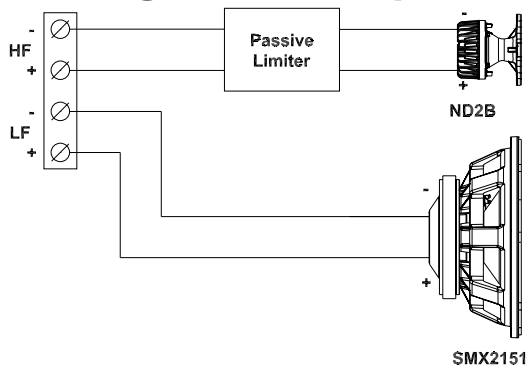 -
HF
+
-
LF
+
Passive
Limiter
-
+
ND2B
-
+
SMX2151